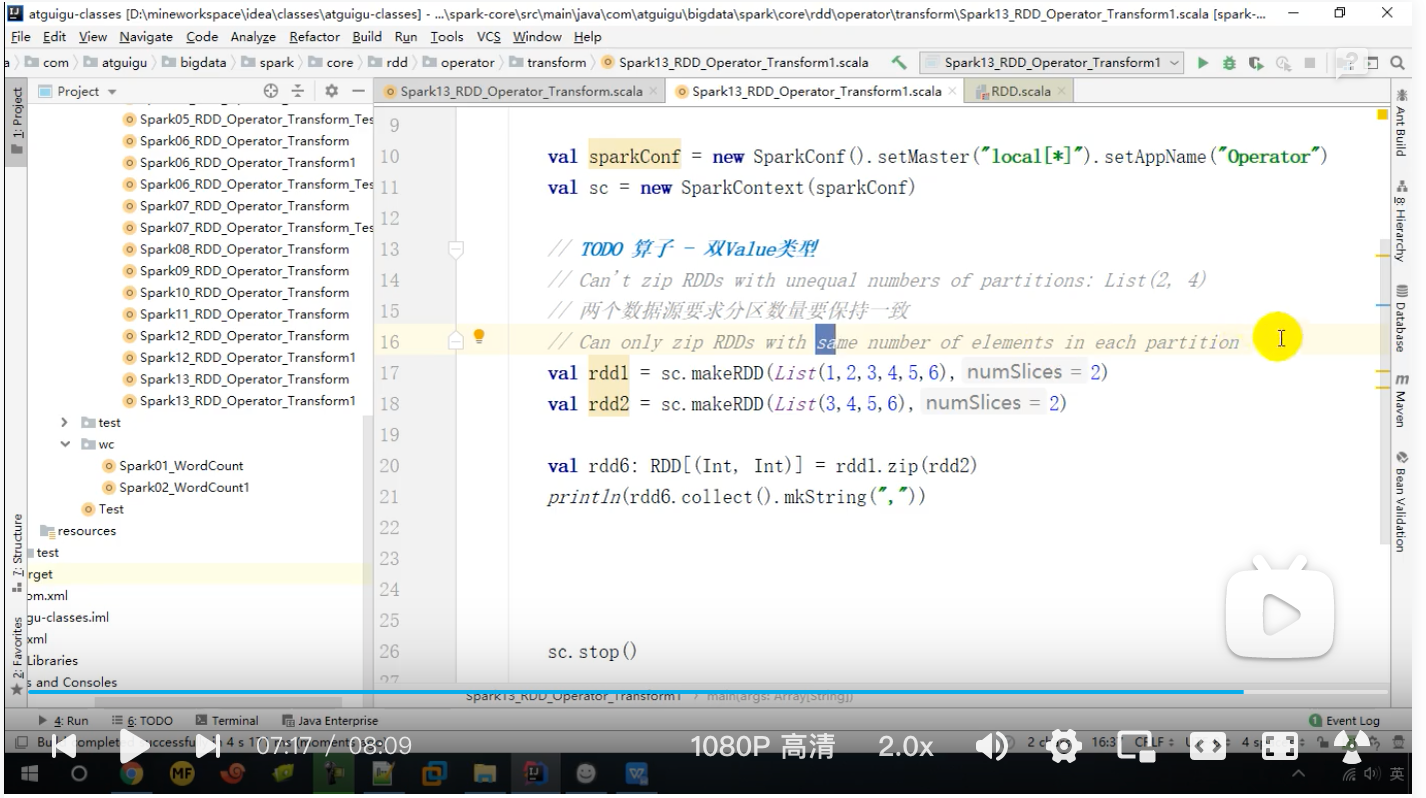 atguigu-classes [D:\mineworkspace\idea\classes\atguigu-classes] - ...\spark-core\src\main\java\com\atguigu\bigdata\spark\core\rdd\operator\transform\Spark13_RDD_Operator_Transform1.scala [spark-...
File Edit View Navigate Code Analyze Refactor Build Run Tools VCS Window Help
com atguigu bigdata spark core rdd operator transform Spark13_RDD_Operator_Transform1.scala Spark13_RDD_Operator_Transform1
Project
Spark13_RDD_Operator_Transform.scala Spark13_RDD_Operator_Transform1.scala RDD.scala
1: Project
7: Structure
2: Favorites
Spark05_RDD_Operator_Transform_Tes
Spark06_RDD_Operator_Transform
Spark06_RDD_Operator_Transform1
Spark06_RDD_Operator_Transform_Tes
Spark07_RDD_Operator_Transform
Spark07_RDD_Operator_Transform_Tes
Spark08_RDD_Operator_Transform
Spark09_RDD_Operator_Transform
Spark10_RDD_Operator_Transform
Spark11_RDD_Operator_Transform
Spark12_RDD_Operator_Transform
Spark12_RDD_Operator_Transform1
Spark13_RDD_Operator_Transform
Spark13_RDD_Operator_Transform1
test
wc
Spark01_WordCount
Spark02_WordCount1
Test
resources
test
rget
om.xml
gu-classes.iml
xml
Libraries
s and Consoles
9
10 val sparkConf = new SparkConf().setMaster("local[*]").setAppName("Operator")
11 val sc = new SparkContext(sparkConf)
12
13 // TODO 算子 - 双Value类型
14 // Can't zip RDDs with unequal numbers of partitions: List(2, 4)
15 // 两个数据源要求分区数量要保持一致
16 // Can only zip RDDs with same number of elements in each partition
17 val rdd1 = sc.makeRDD(List(1,2,3,4,5,6), numSlices = 2)
18 val rdd2 = sc.makeRDD(List(3,4,5,6), numSlices = 2)
19
20 val rdd6: RDD[(Int, Int)] = rdd1.zip(rdd2)
21 println(rdd6.collect().mkString(","))
22
23
24
25
26 sc.stop()
27
Spark13_RDD_Operator_Transform1 main(args: Array[String])
Ant Build
8: Hierarchy
Database
Maven
Bean Validation
4: Run 6: TODO Terminal Java Enterprise 1 Event Log
07:17 / 08:09 1080P 高清 2.0x
英